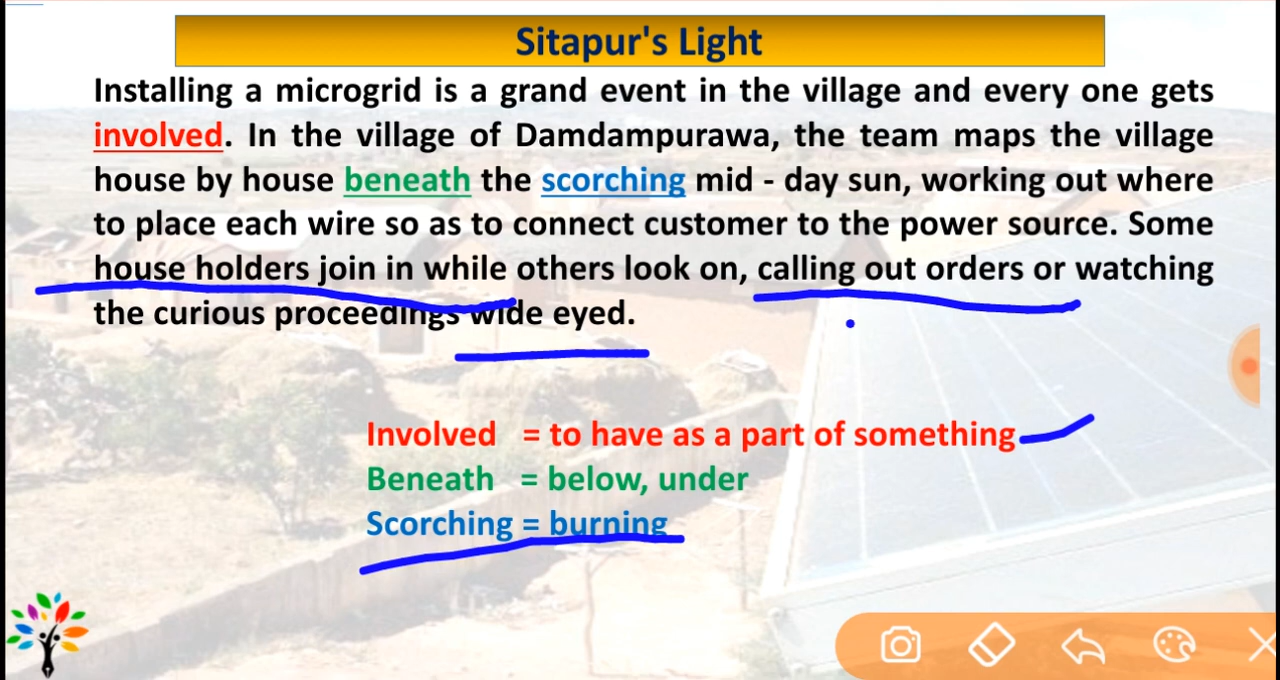 Sitapur's Light
Installing a microgrid is a grand event in the village and every one gets
involved. In the village of Damdampurawa, the team maps the village
house by house beneath the scorching mid - day sun, working out where
to place each wire so as to connect customer to the power source. Some
house holders join in while others look on, calling out orders or watching
the curious proceedings wide eyed.
Involved = to have as a part of something
Beneath = below, under
Scorching = burning